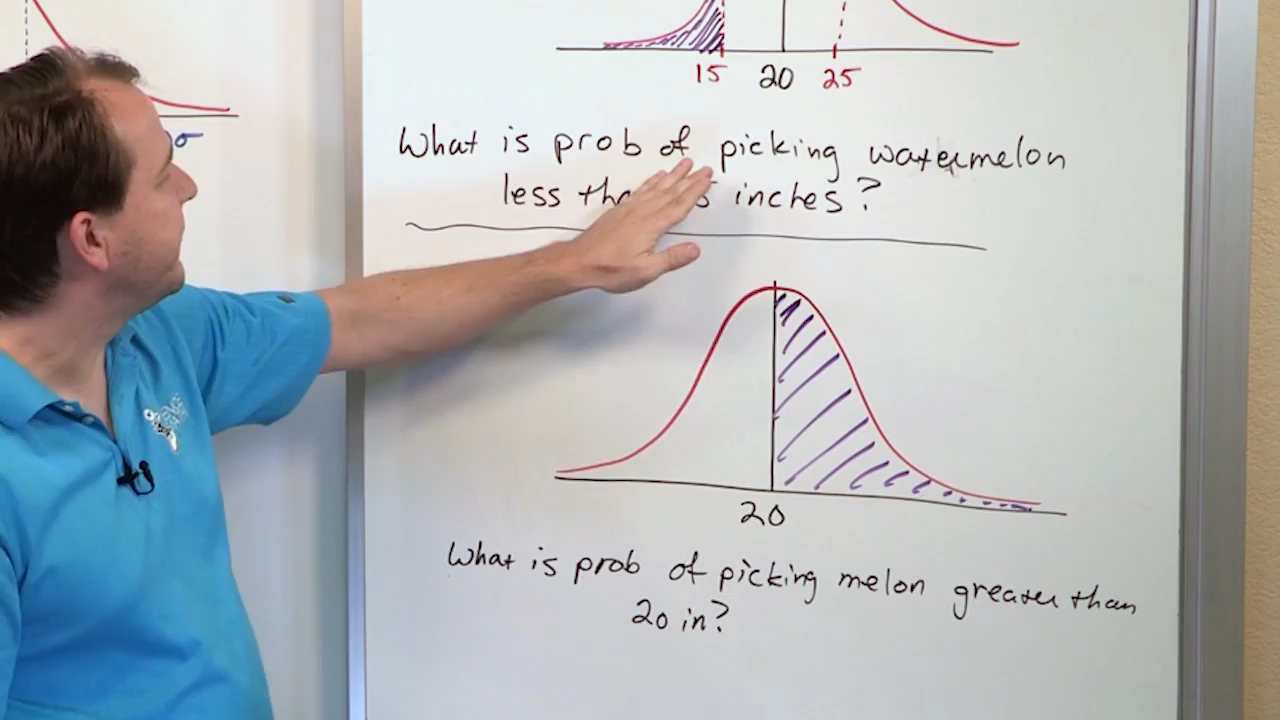 15 20 25
What is prob of picking watermelon
less inches?
σ
20
What is prob of picking melon greater than
20 in?